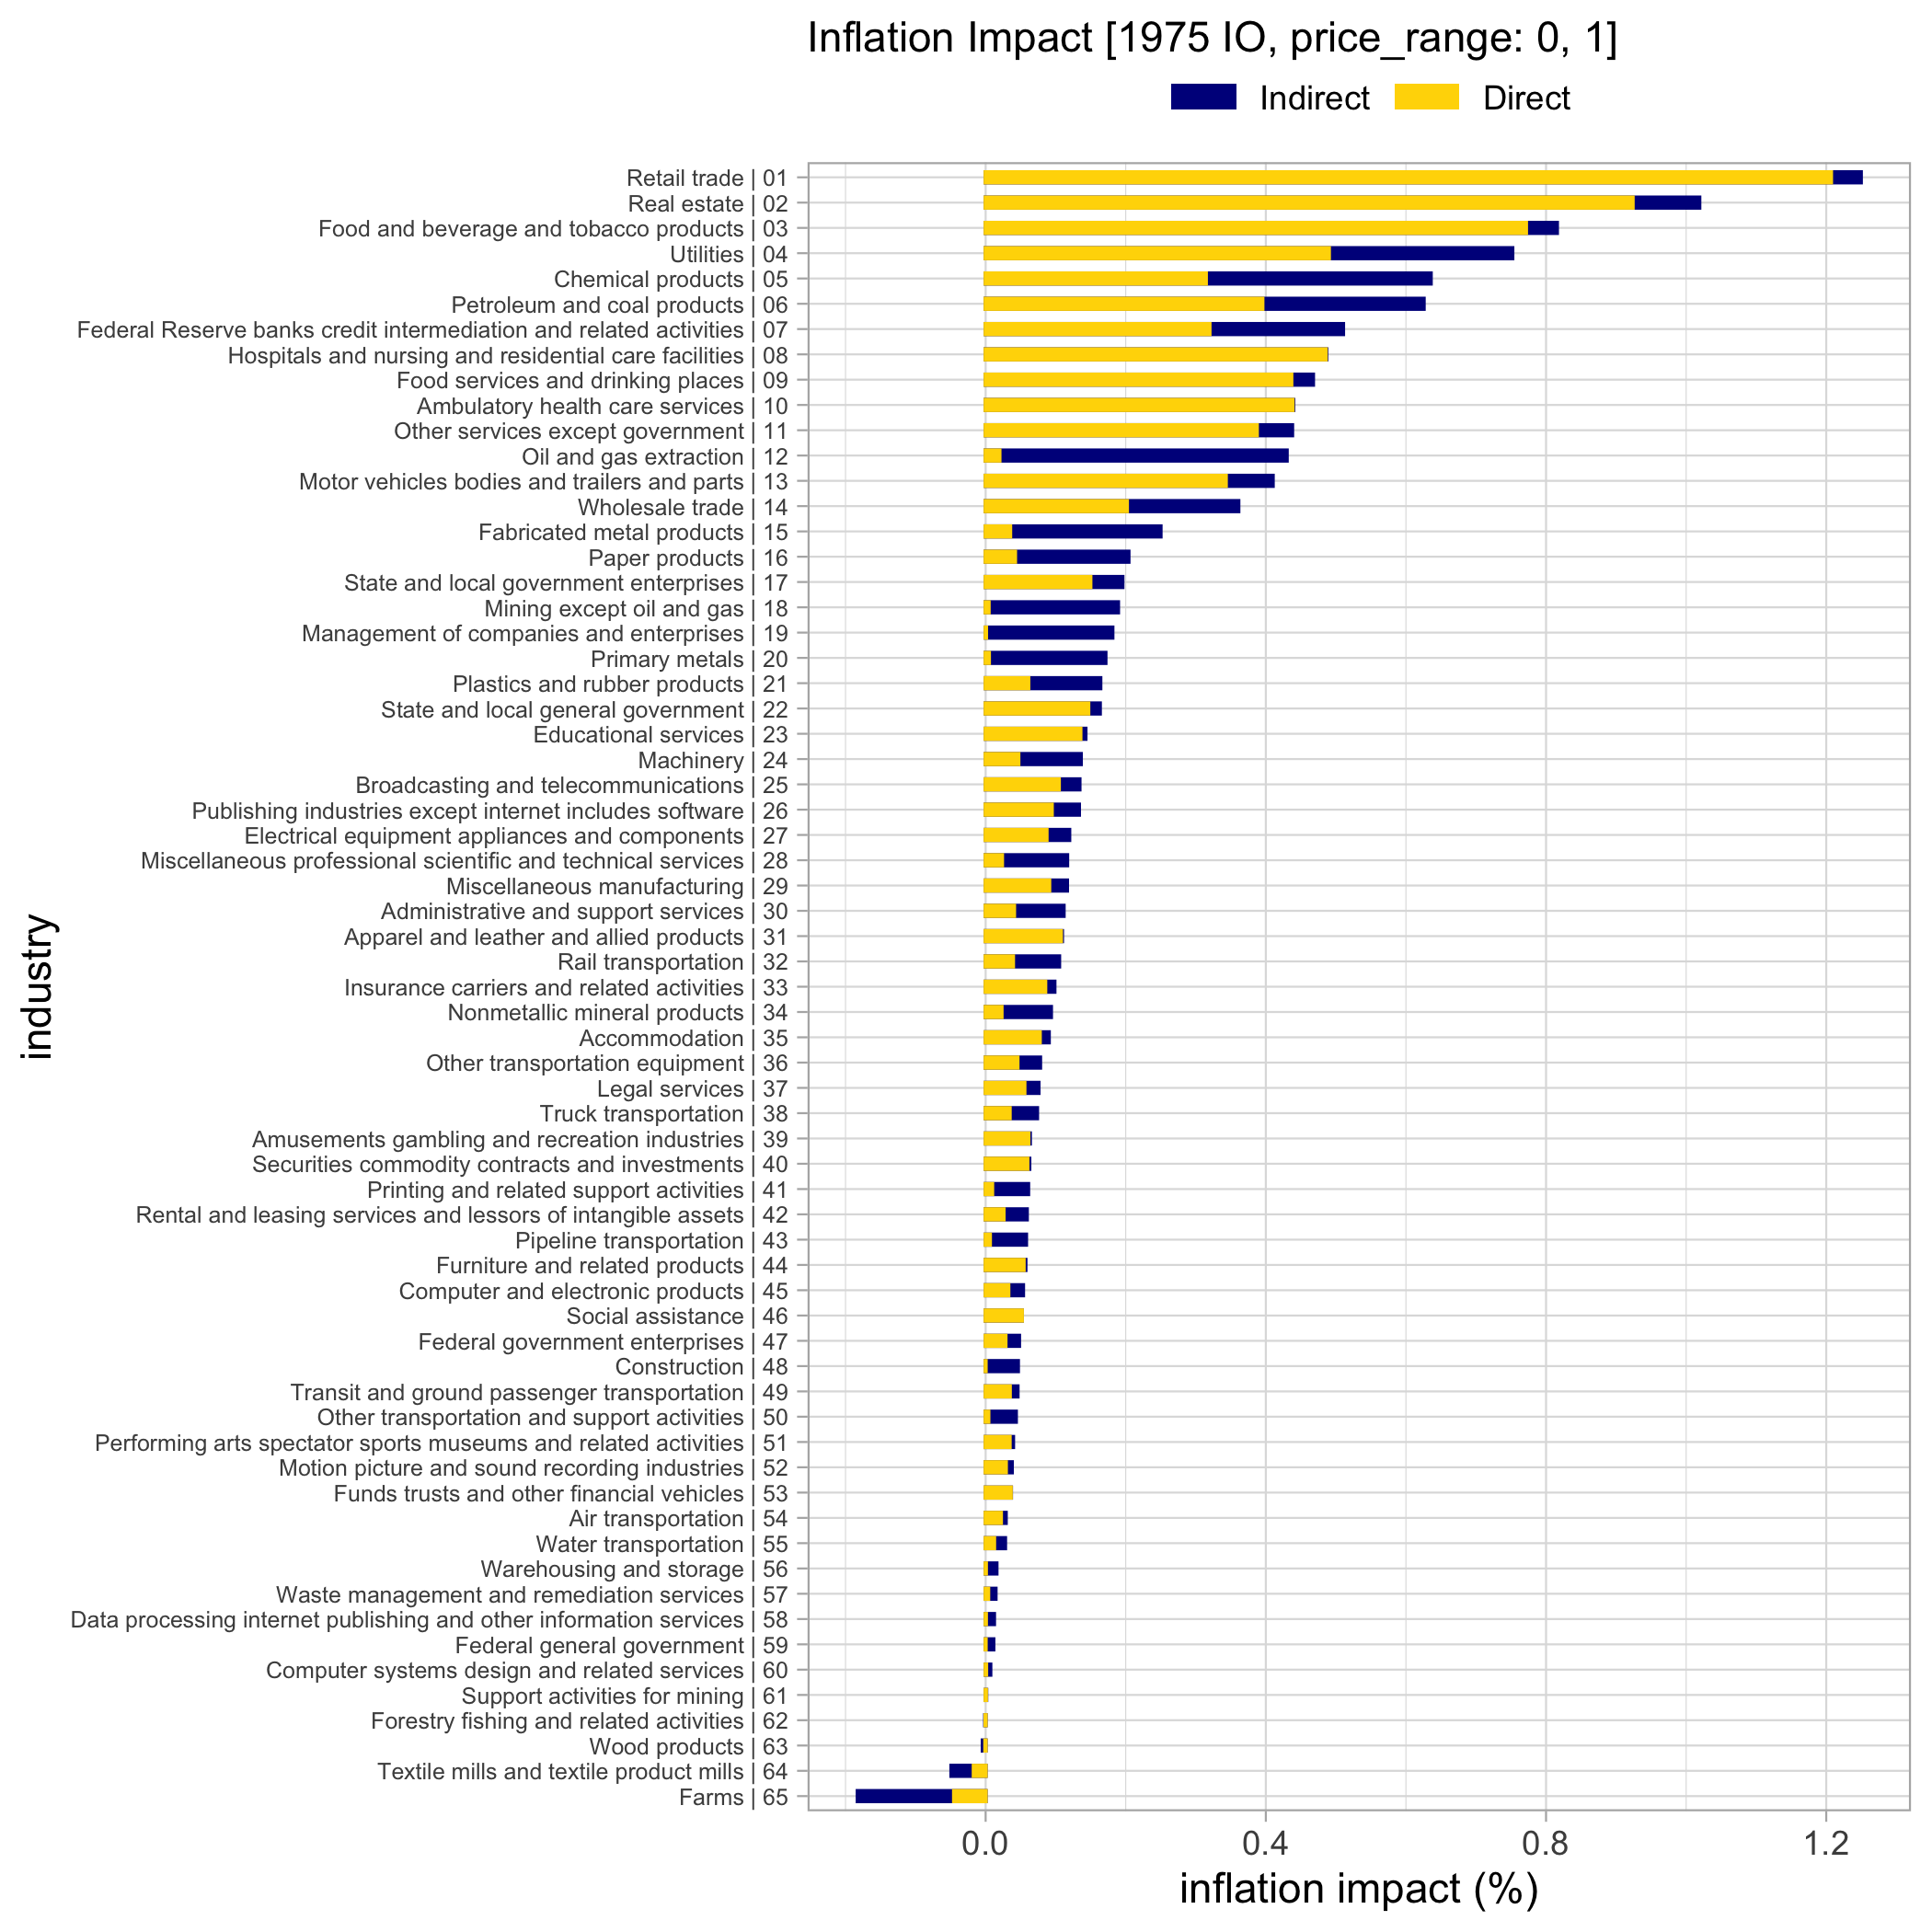 Inflation Impact [1975 IO, price_range: 0, 1]
Indirect Direct
Retail trade | 01
Real estate | 02
Food and beverage and tobacco products | 03
Utilities | 04
Chemical products | 05
Petroleum and coal products | 06
Federal Reserve banks credit intermediation and related activities | 07
Hospitals and nursing and residential care facilities | 08
Food services and drinking places | 09
Ambulatory health care services | 10
Other services except government | 11
Oil and gas extraction | 12
Motor vehicles bodies and trailers and parts | 13
Wholesale trade | 14
Fabricated metal products | 15
Paper products | 16
State and local government enterprises | 17
Mining except oil and gas | 18
Management of companies and enterprises | 19
Primary metals | 20
Plastics and rubber products | 21
State and local general government | 22
Educational services | 23
Machinery | 24
Broadcasting and telecommunications | 25
Publishing industries except internet includes software | 26
Electrical equipment appliances and components | 27
Miscellaneous professional scientific and technical services | 28
Miscellaneous manufacturing | 29
Administrative and support services | 30
Apparel and leather and allied products | 31
Rail transportation | 32
Insurance carriers and related activities | 33
Nonmetallic mineral products | 34
Accommodation | 35
Other transportation equipment | 36
Legal services | 37
Truck transportation | 38
Amusements gambling and recreation industries | 39
Securities commodity contracts and investments | 40
Printing and related support activities | 41
Rental and leasing services and lessors of intangible assets | 42
Pipeline transportation | 43
Furniture and related products | 44
Computer and electronic products | 45
Social assistance | 46
Federal government enterprises | 47
Construction | 48
Transit and ground passenger transportation | 49
Other transportation and support activities | 50
Performing arts spectator sports museums and related activities | 51
Motion picture and sound recording industries | 52
Funds trusts and other financial vehicles | 53
Air transportation | 54
Water transportation | 55
Warehousing and storage | 56
Waste management and remediation services | 57
Data processing internet publishing and other information services | 58
Federal general government | 59
Computer systems design and related services | 60
Support activities for mining | 61
Forestry fishing and related activities | 62
Wood products | 63
Textile mills and textile product mills | 64
Farms | 65
industry
0.0 0.4 0.8 1.2
inflation impact (%)